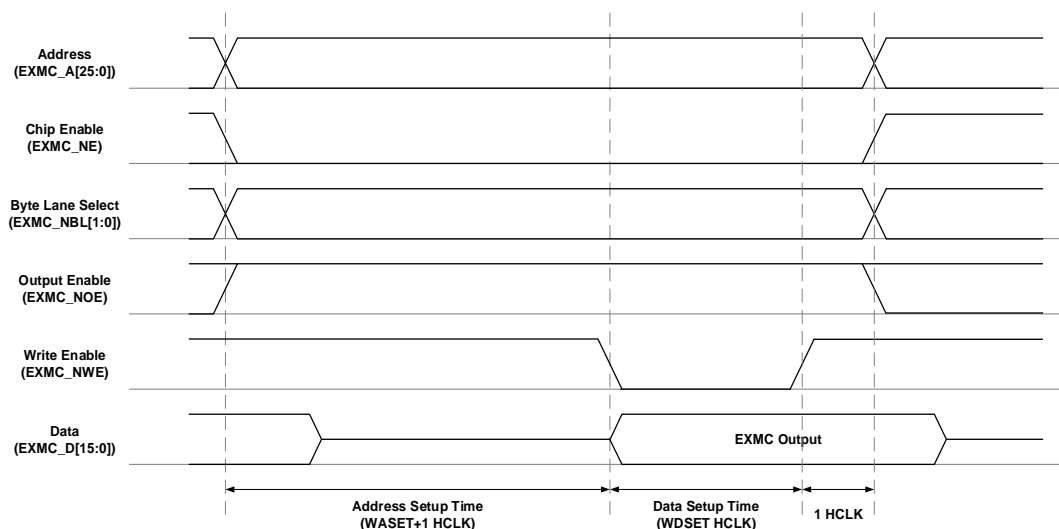 Address
(EXMC_A[25:0])
Chip Enable
(EXMC_NE)
Byte Lane Select
(EXMC_NBL[1:0])
Output Enable
(EXMC_NOE)
Write Enable
(EXMC_NWE)
Data
(EXMC_D[15:0])
EXMC Output
Address Setup Time
(WASET+1 HCLK)
Data Setup Time
(WDSET HCLK)
1 HCLK